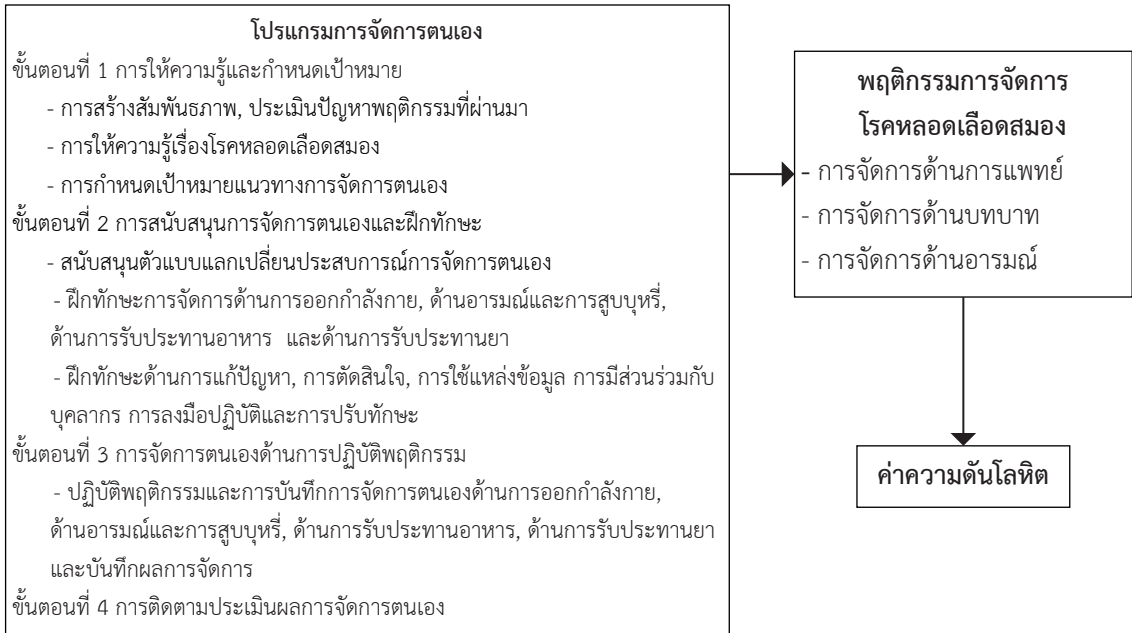 โปรแกรมการจัดการตนเอง
ขั้นตอนที่ 1 การให้ความรู้และกำหนดเป้าหมาย
- การสร้างสัมพันธภาพ, ประเมินปัญหาพฤติกรรมที่ผ่านมา
- การให้ความรู้เรื่องโรคหลอดเลือดสมอง
- การกำหนดเป้าหมายแนวทางการจัดการตนเอง
ขั้นตอนที่ 2 การสนับสนุนการจัดการตนเองและฝึกทักษะ
- สนับสนุนตัวแบบแลกเปลี่ยนประสบการณ์การจัดการตนเอง
- ฝึกทักษะการจัดการด้านการออกกำลังกาย, ด้านอารมณ์และการสูบบุหรี่,
ด้านการรับประทานอาหาร และด้านการรับประทานยา
- ฝึกทักษะด้านการแก้ปัญหา, การตัดสินใจ, การใช้แหล่งข้อมูล การมีส่วนร่วมกับ
บุคลากร การลงมือปฏิบัติและการปรับทักษะ
ขั้นตอนที่ 3 การจัดการตนเองด้านการปฏิบัติพฤติกรรม
- ปฏิบัติพฤติกรรมและการบันทึกการจัดการตนเองด้านการออกกำลังกาย,
ด้านอารมณ์และการสูบบุหรี่, ด้านการรับประทานอาหาร, ด้านการรับประทานยา
และบันทึกผลการจัดการ
ขั้นตอนที่ 4 การติดตามประเมินผลการจัดการตนเอง
พฤติกรรมการจัดการ
โรคหลอดเลือดสมอง
- การจัดการด้านการแพทย์
- การจัดการด้านบทบาท
- การจัดการด้านอารมณ์
ค่าความดันโลหิต